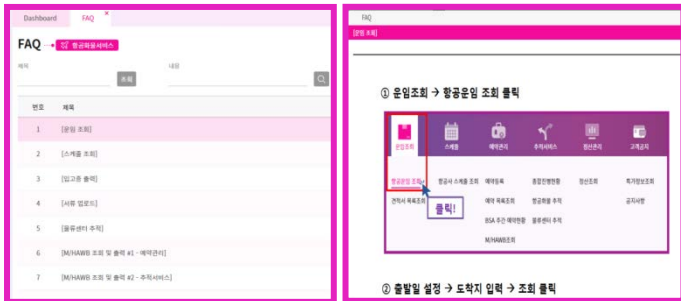 Dashboard FAQ ×
FAQ 항공화물서비스
제목 내용
조회
번호 제목
1 [운임 조회]
2 [스케줄 조회]
3 [입고증 출력]
4 [서류 업로드]
5 [물류센터 추적]
6 [M/HAWB 조회 및 출력 #1 - 예약관리]
7 [M/HAWB 조회 및 출력 #2 - 추적서비스]
FAQ
[운임 조회]
① 운임조회 → 항공운임 조회 클릭
운임조회 스케줄 예약관리 추적서비스 정산관리 고객공지
항공운임 조회 항공사 스케줄 조회 예약등록 종합진행현황 정산조회 특가정보조회
견적서 목록조회 예약 목록조회 항공화물 추적 공지사항
클릭!
BSA 주간 예약현황 물류센터 추적
M/HAWB조회
② 출발일 설정 → 도착지 입력 → 조회 클릭